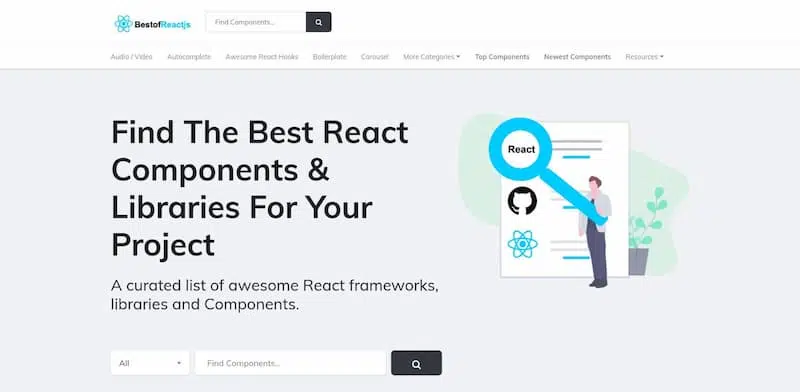 BestofReactjs
Find Components...
Audio / Video Autocomplete Awesome React Hooks Boilerplate Carousel More Categories Top Components Newest Components Resources
Find The Best React
Components &
Libraries For Your
Project
A curated list of awesome React frameworks,
libraries and Components.
All
Find Components...
React